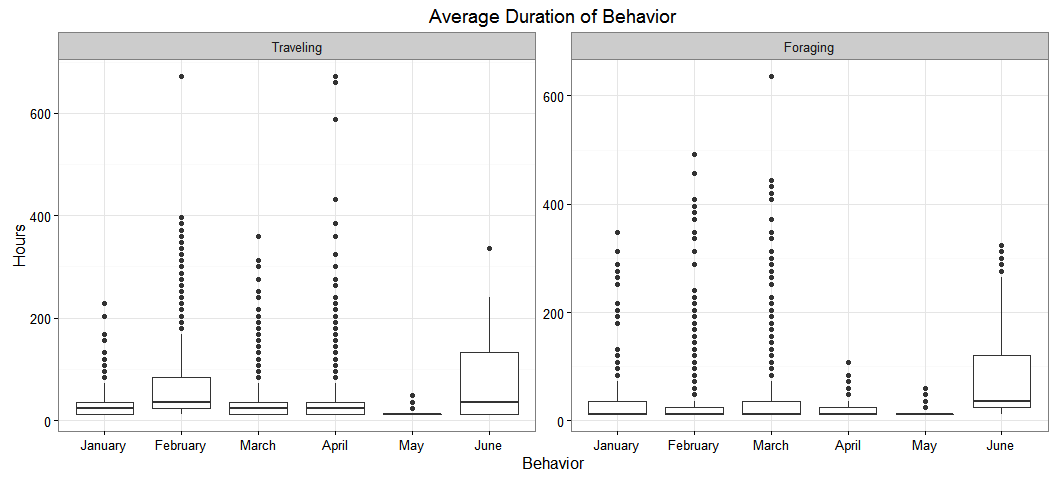 Average Duration of Behavior
Traveling
Foraging
Hours
600
400
200
0
600
400
200
0
January February March April May June
January February March April May June
Behavior